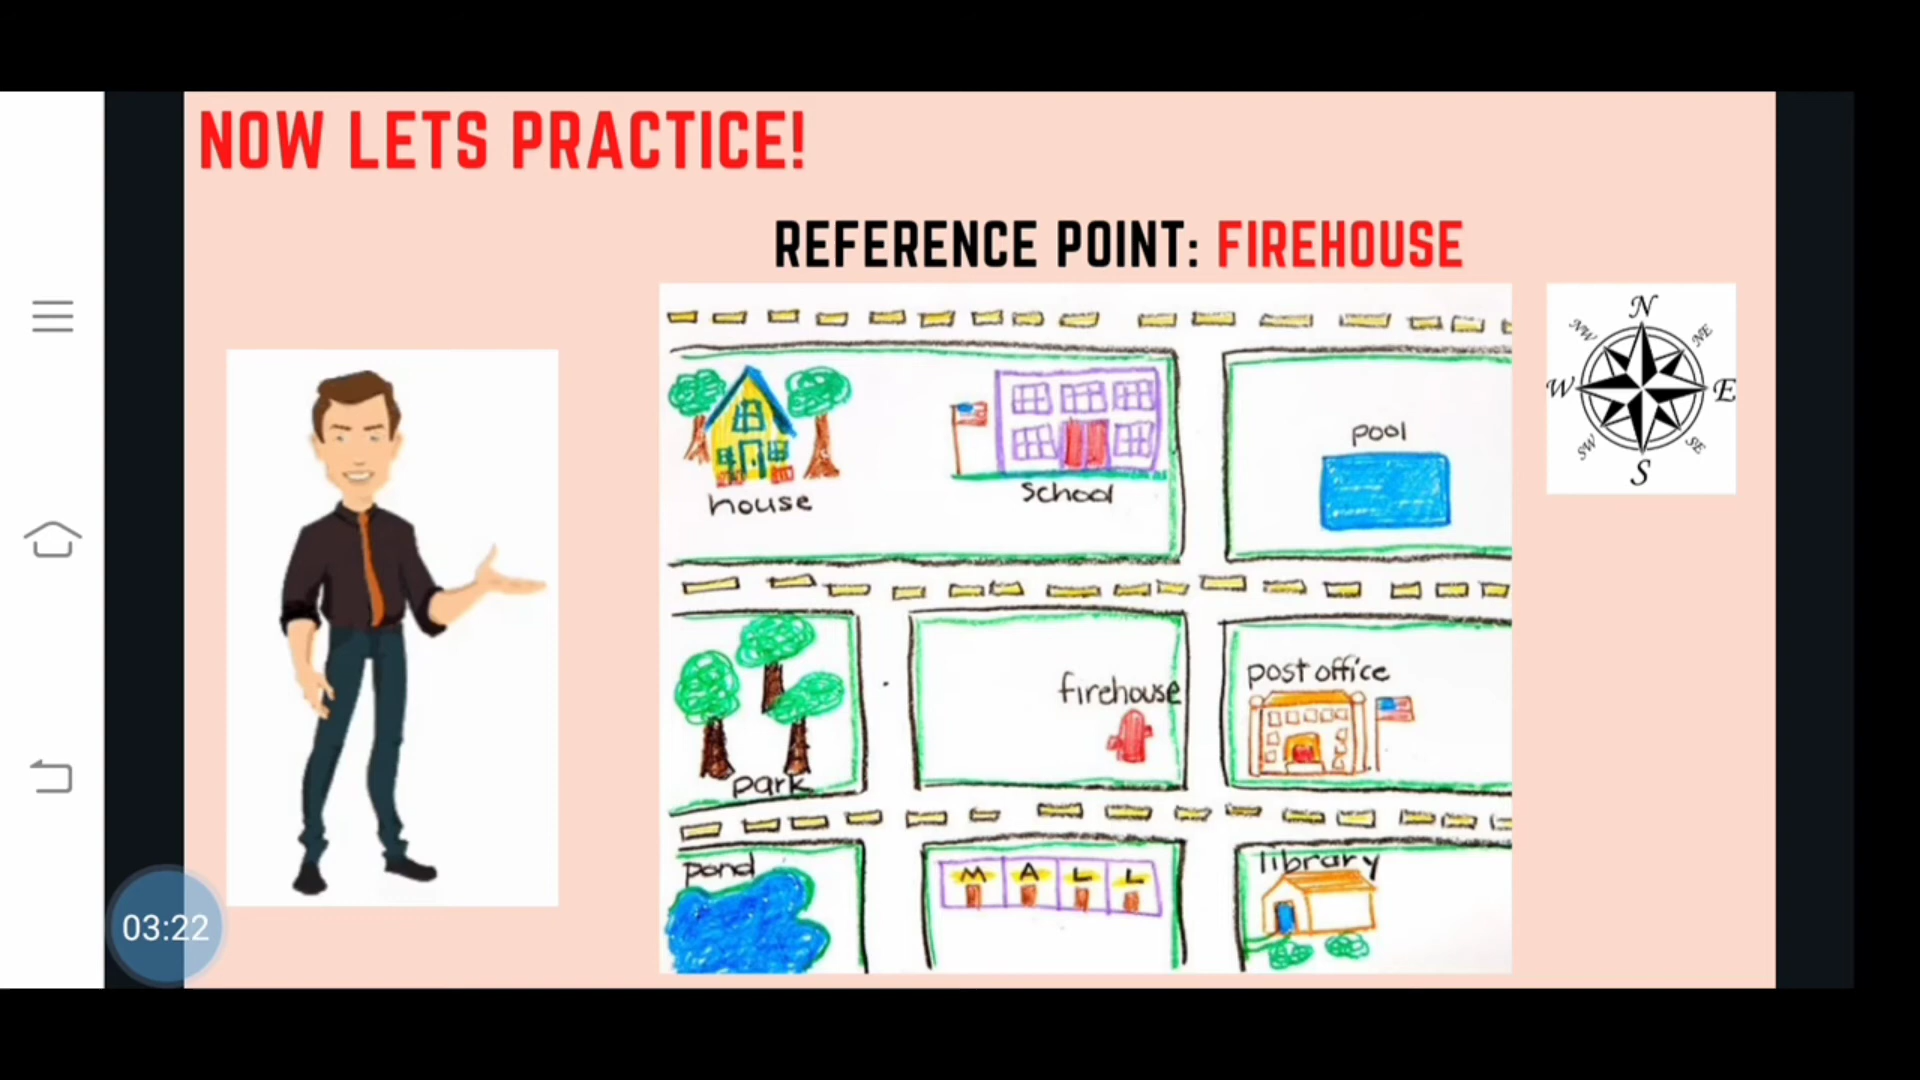 NOW LETS PRACTICE!
REFERENCE POINT: FIREHOUSE
N
NW NE
W E
SW SE
S
house
school
pool
park
firehouse
post office
pond
MALL
library
03:22